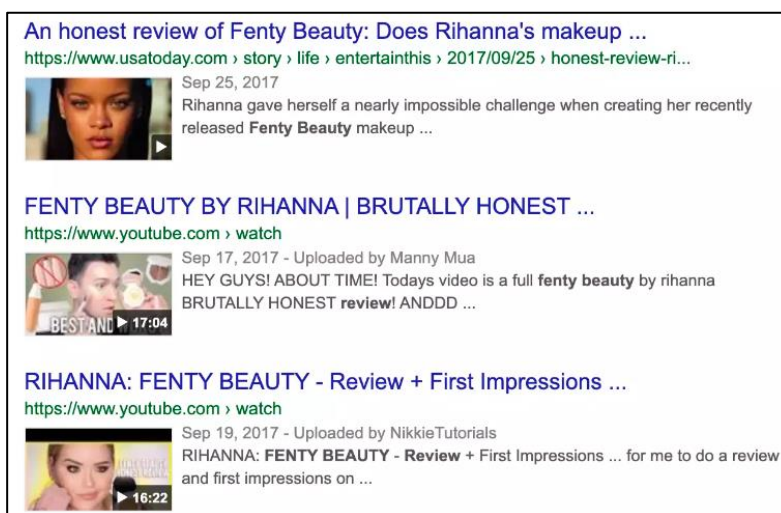 An honest review of Fenty Beauty: Does Rihanna's makeup ...
https://www.usatoday.com › story › life › entertainthis › 2017/09/25 › honest-review-ri...
Sep 25, 2017
Rihanna gave herself a nearly impossible challenge when creating her recently
released Fenty Beauty makeup ...
FENTY BEAUTY BY RIHANNA | BRUTALLY HONEST ...
https://www.youtube.com › watch
Sep 17, 2017 - Uploaded by Manny Mua
HEY GUYS! ABOUT TIME! Todays video is a full fenty beauty by rihanna
BRUTALLY HONEST review! ANDDD ...
BEST AND
17:04
RIHANNA: FENTY BEAUTY - Review + First Impressions ...
https://www.youtube.com › watch
Sep 19, 2017 - Uploaded by NikkieTutorials
RIHANNA: FENTY BEAUTY - Review + First Impressions ... for me to do a review
and first impressions on ...
16:22